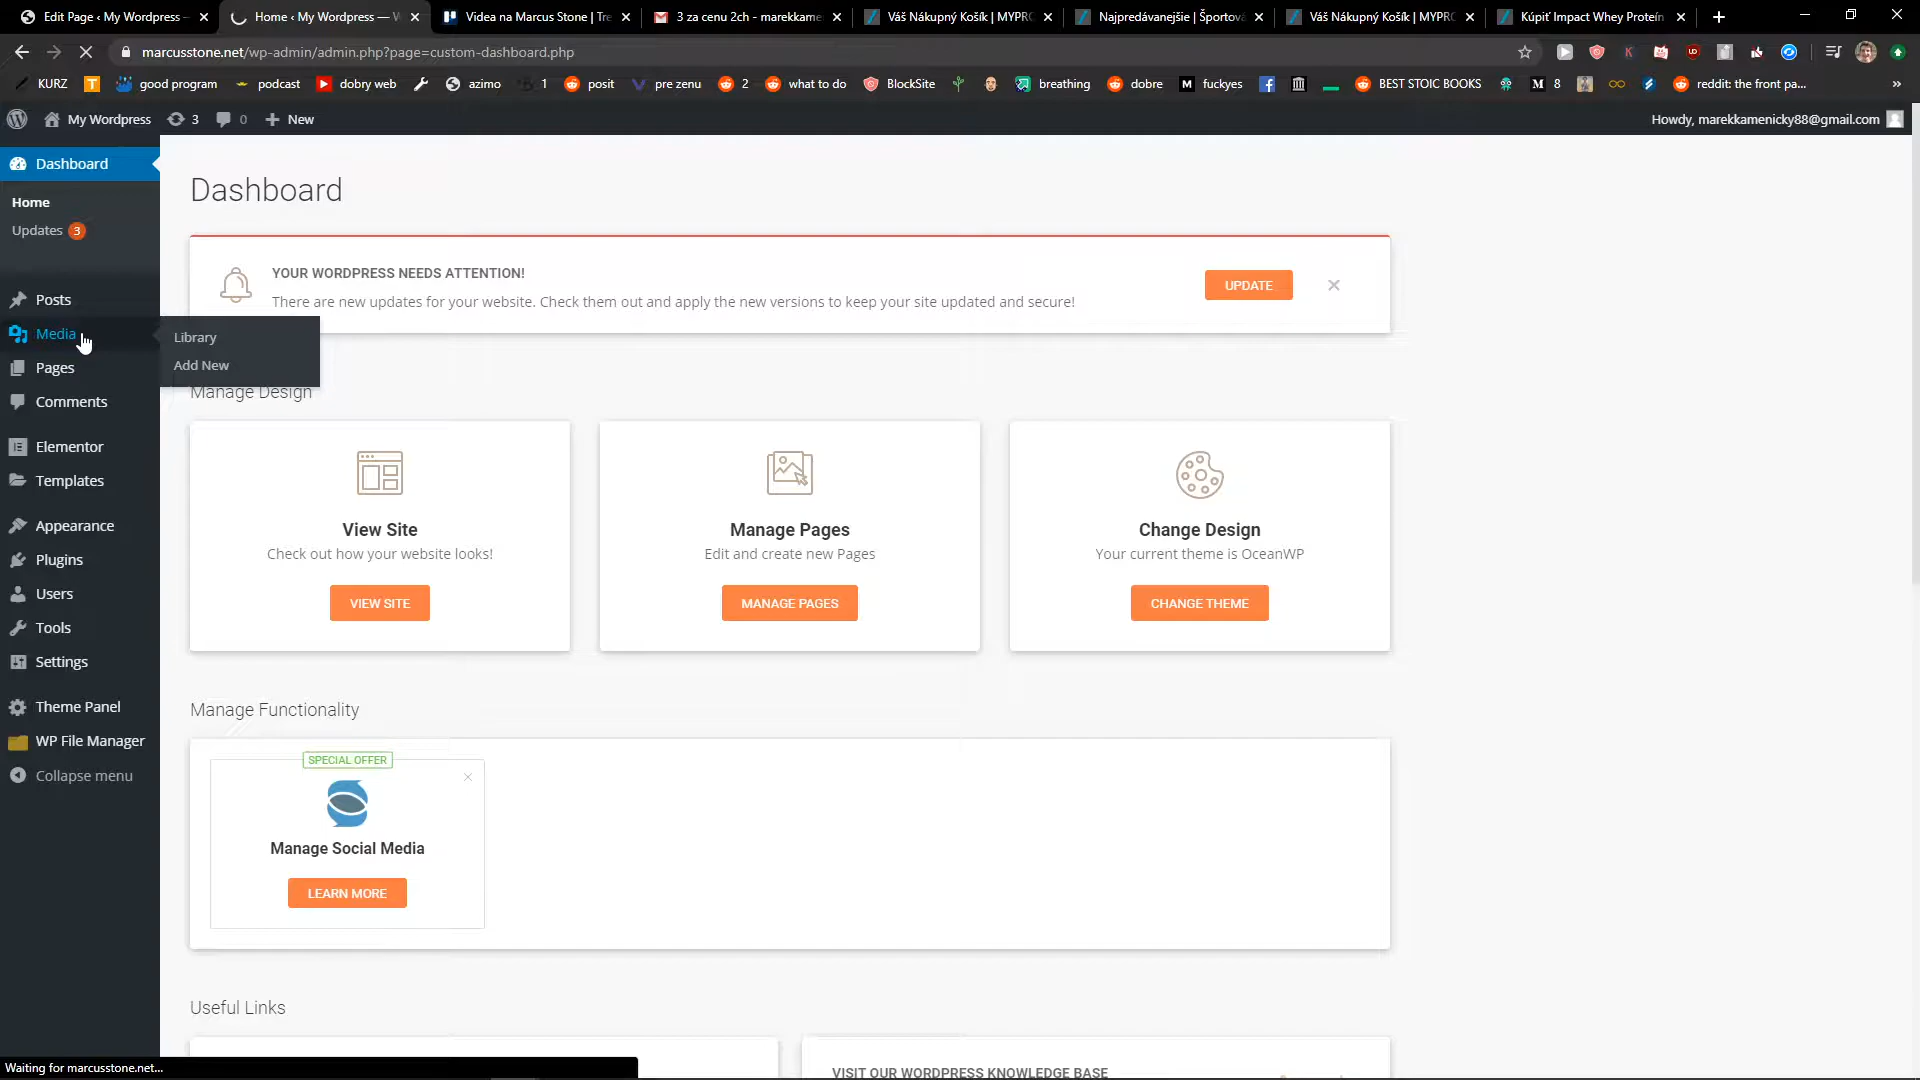 Edit Page ‹ My Wordpress —
Home ‹ My Wordpress — W
Videa na Marcus Stone | Tre
3 za cenu 2ch - marekkame
Váš Nákupný Košík | MYPRO
Najpredávanejšie | Športová
Váš Nákupný Košík | MYPRO
Kúpiť Impact Whey Proteín
marcusstone.net/wp-admin/admin.php?page=custom-dashboard.php
KURZ
good program
podcast
dobry web
azimo
1
posit
pre zenu
2
what to do
BlockSite
breathing
dobre
fuckyes
BEST STOIC BOOKS
8
reddit: the front pa...
»
My Wordpress
3
0
New
Howdy, marekkamenicky88@gmail.com
Dashboard
Home
Updates 3
Posts
Media
Pages
Comments
Elementor
Templates
Appearance
Plugins
Users
Tools
Settings
Theme Panel
WP File Manager
Collapse menu
Library
Add New
Dashboard
YOUR WORDPRESS NEEDS ATTENTION!
There are new updates for your website. Check them out and apply the new versions to keep your site updated and secure!
UPDATE
Manage Design
View Site
Check out how your website looks!
VIEW SITE
Manage Pages
Edit and create new Pages
MANAGE PAGES
Change Design
Your current theme is OceanWP
CHANGE THEME
Manage Functionality
SPECIAL OFFER
Manage Social Media
LEARN MORE
Useful Links
VISIT OUR WORDPRESS KNOWLEDGE BASE
Waiting for marcusstone.net...